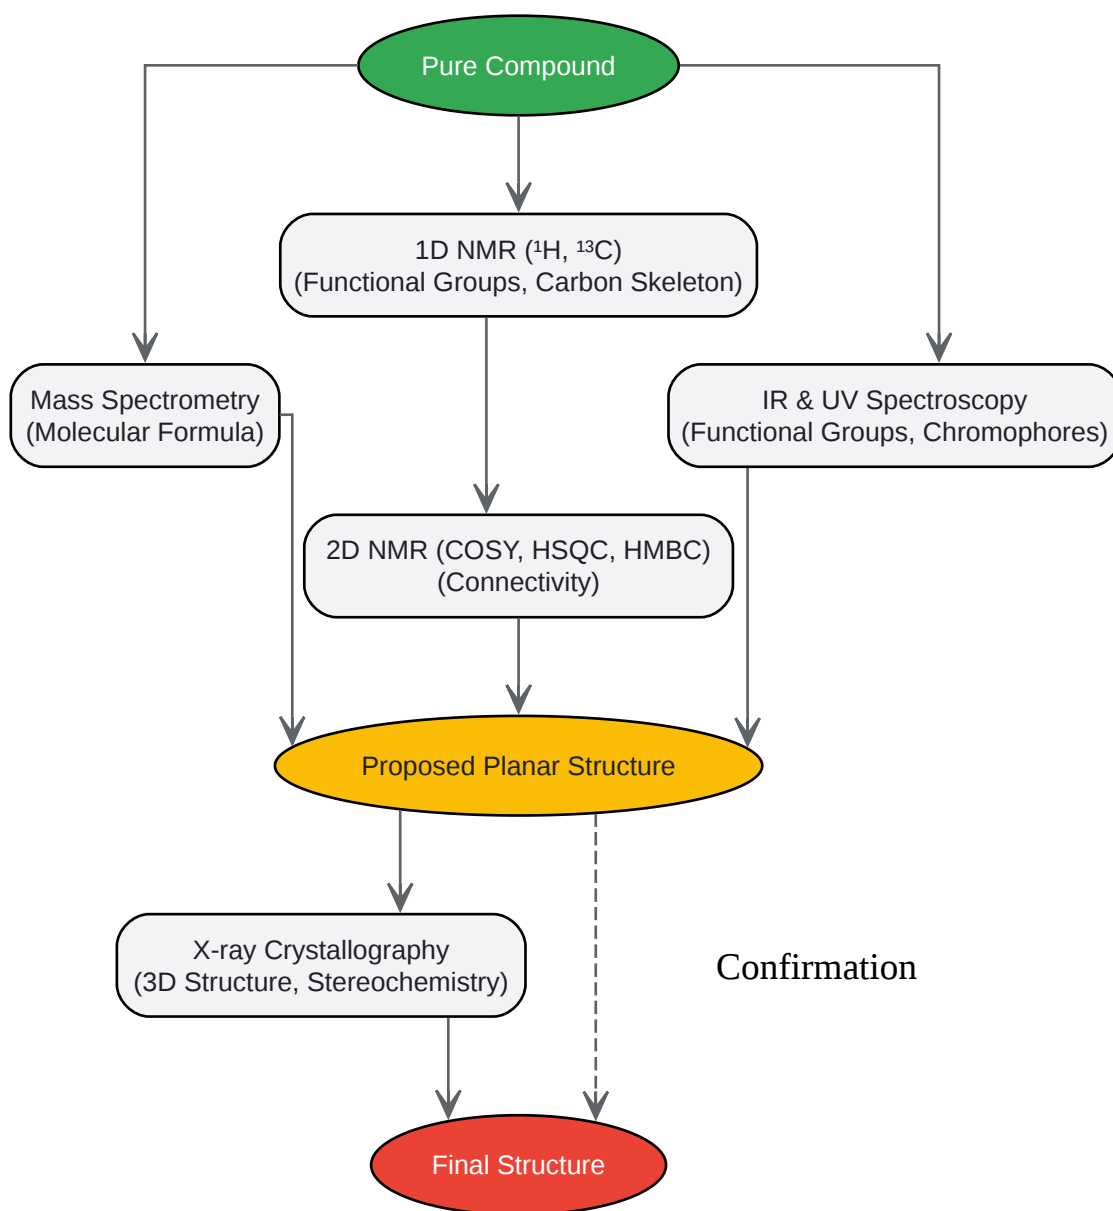 Pure Compound
1D NMR (¹H, ¹³C)
(Functional Groups, Carbon Skeleton)
Mass Spectrometry
(Molecular Formula)
IR & UV Spectroscopy
(Functional Groups, Chromophores)
2D NMR (COSY, HSQC, HMBC)
(Connectivity)
Proposed Planar Structure
X-ray Crystallography
(3D Structure, Stereochemistry)
Confirmation
Final Structure